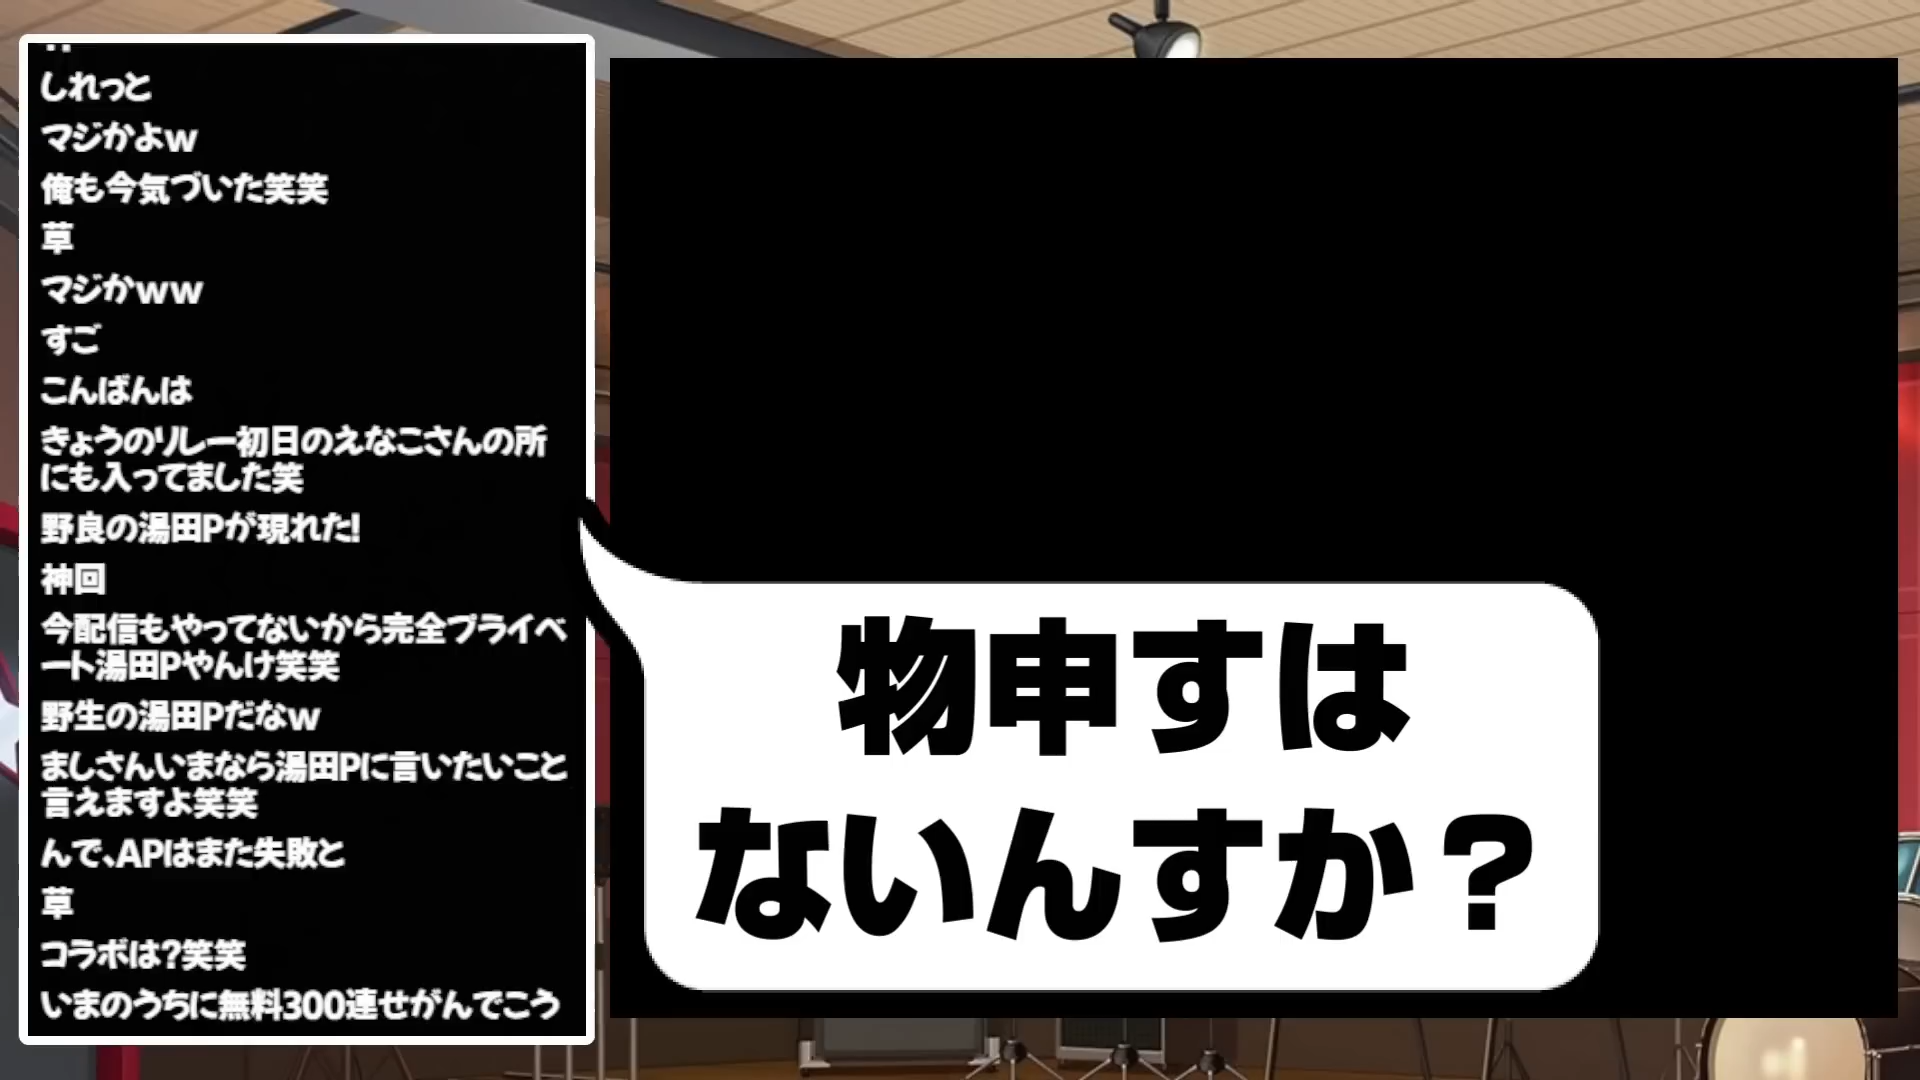 しれっと
マジかよw
俺も今気づいた笑笑
草
マジかww
すご
こんばんは
きょうのリレー初日のえなこさんの所
にも入ってました笑
野良の湯田Pが現れた!
神回
今配信もやってないから完全プライベ
ート湯田Pやんけ笑笑
野生の湯田Pだなw
ましさんいまなら湯田Pに言いたいこと
言えますよ笑笑
んで、APはまた失敗と
草
コラボは?笑笑
いまのうちに無料300連せがんでこう
物申すは
ないんすか？